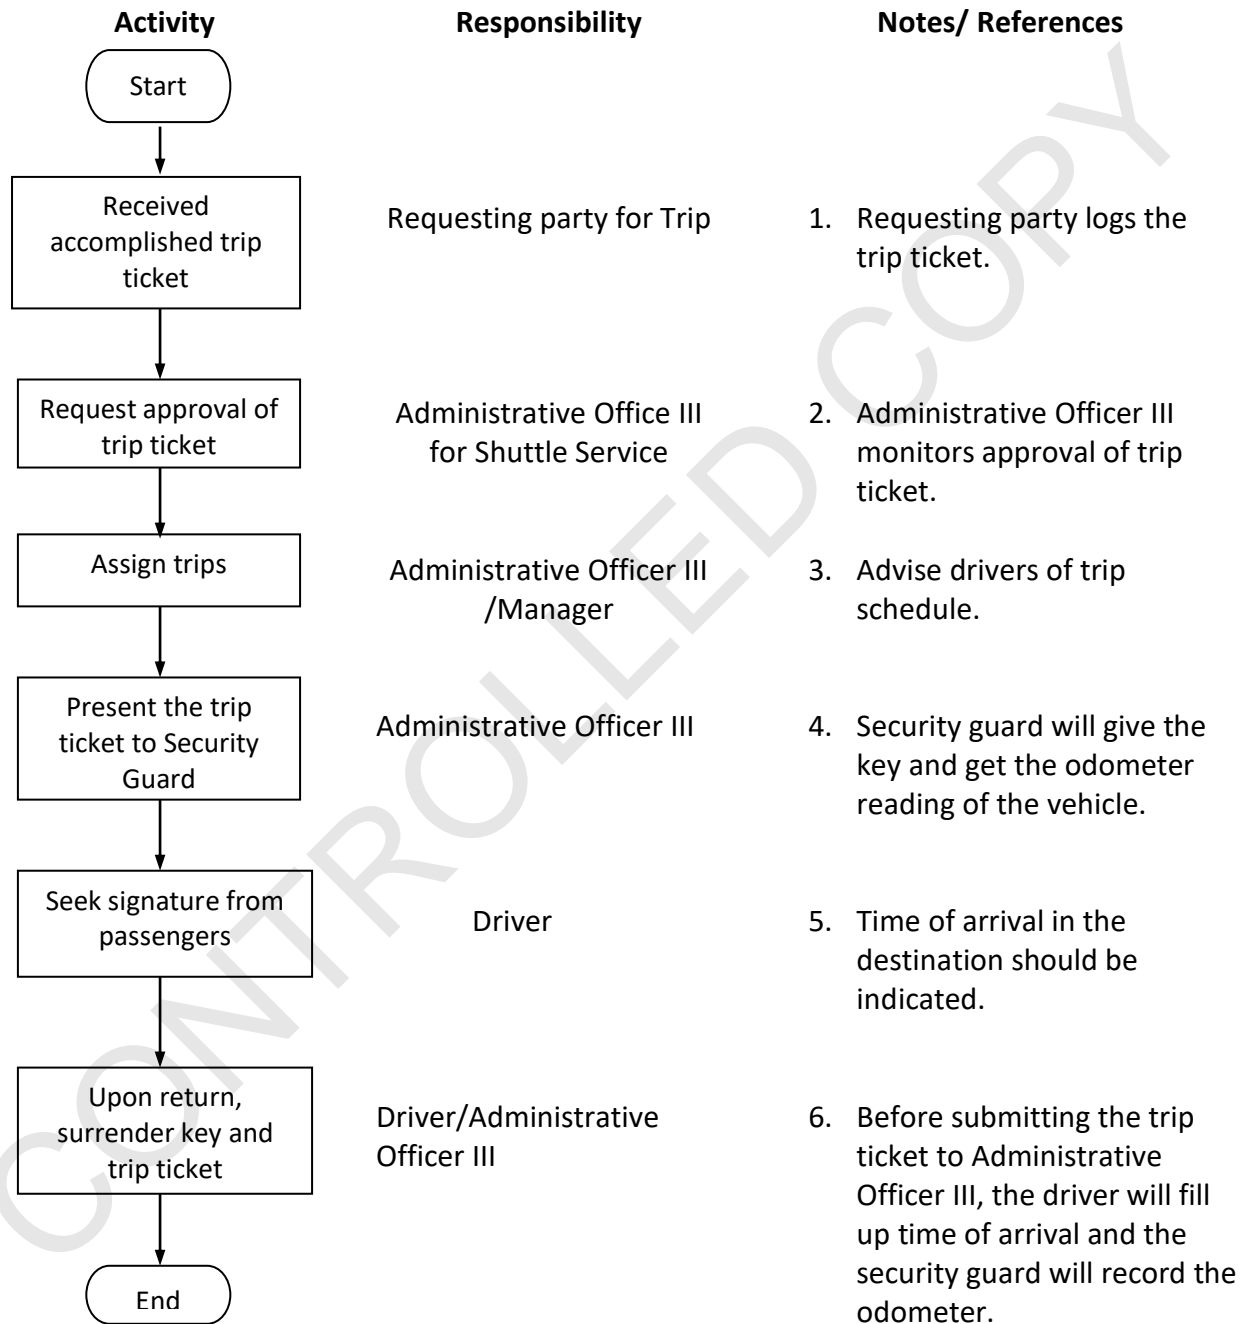 Activity Responsibility Notes/ References
Start
Received
accomplished trip
ticket
Requesting party for Trip
1. Requesting party logs the
trip ticket.
Request approval of
trip ticket
Administrative Office III
for Shuttle Service
2. Administrative Officer III
monitors approval of trip
ticket.
Assign trips
Administrative Officer III
/Manager
3. Advise drivers of trip
schedule.
Present the trip
ticket to Security
Guard
Administrative Officer III
4. Security guard will give the
key and get the odometer
reading of the vehicle.
Seek signature from
passengers
Driver
5. Time of arrival in the
destination should be
indicated.
Upon return,
surrender key and
trip ticket
Driver/Administrative
Officer III
6. Before submitting the trip
ticket to Administrative
Officer III, the driver will fill
up time of arrival and the
security guard will record the
odometer.
End
CONTROLLED COPY